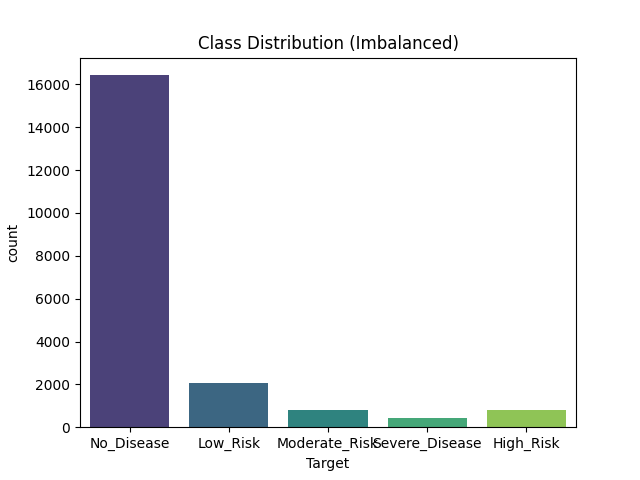 Class Distribution (Imbalanced)
16000
14000
12000
10000
8000
6000
4000
2000
0
count
No_Disease Low_Risk Moderate_Risk Severe_Disease High_Risk
Target